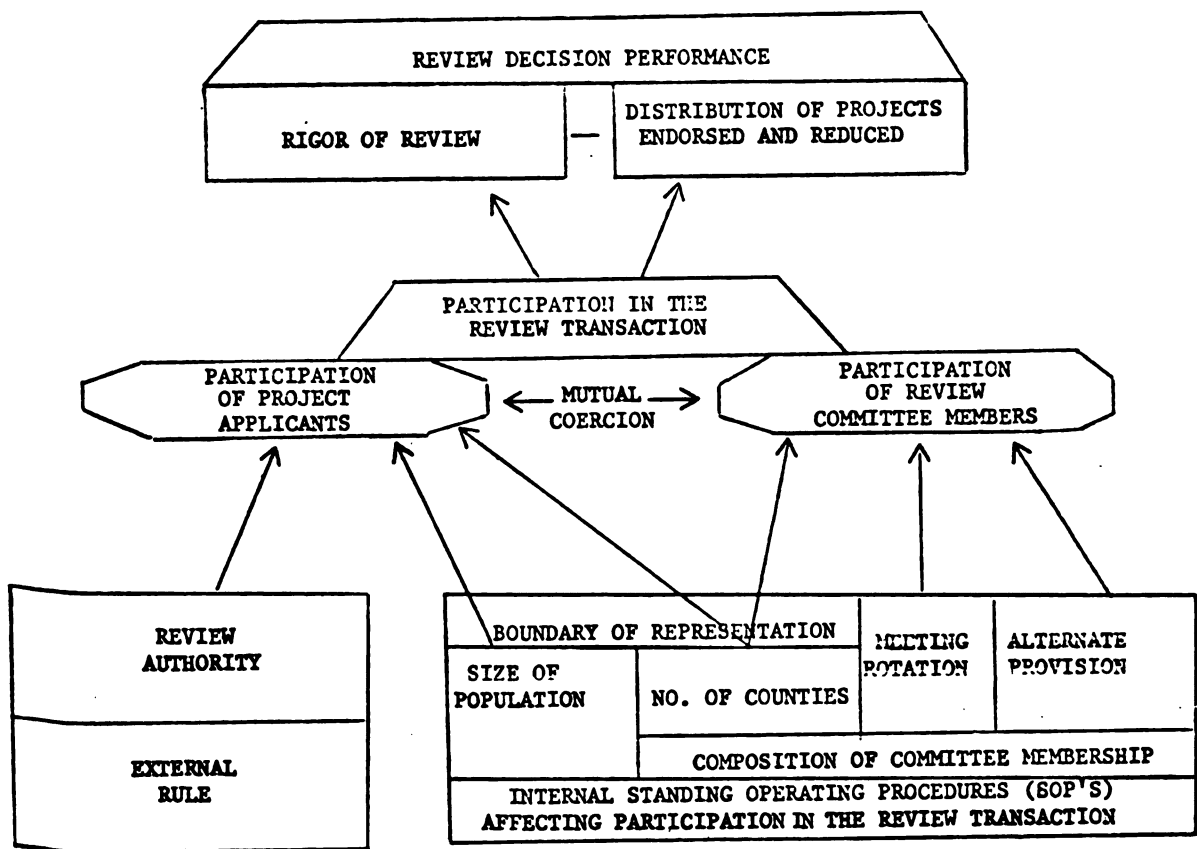 REVIEW DECISION PERFORMANCE
RIGOR OF REVIEW
DISTRIBUTION OF PROJECTS
ENDORSED AND REDUCED
PARTICIPATION IN THE
REVIEW TRANSACTION
PARTICIPATION
OF PROJECT
APPLICANTS
MUTUAL
COERCION
PARTICIPATION
OF REVIEW
COMMITTEE MEMBERS
REVIEW
AUTHORITY
EXTERNAL
RULE
BOUNDARY OF REPRESENTATION
SIZE OF
POPULATION
NO. OF COUNTIES
MEETING
ROTATION
ALTERNATE
PROVISION
COMPOSITION OF COMMITTEE MEMBERSHIP
INTERNAL STANDING OPERATING PROCEDURES (SOP'S)
AFFECTING PARTICIPATION IN THE REVIEW TRANSACTION